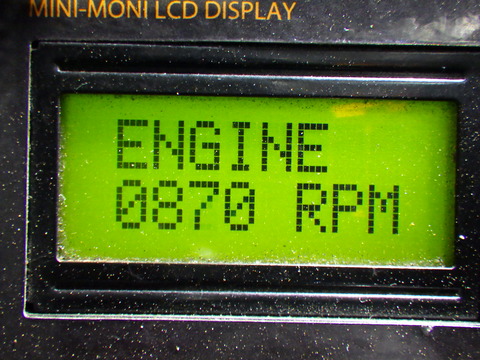 MINI-MONI LCD DISPLAY
ENGINE
0870 RPM